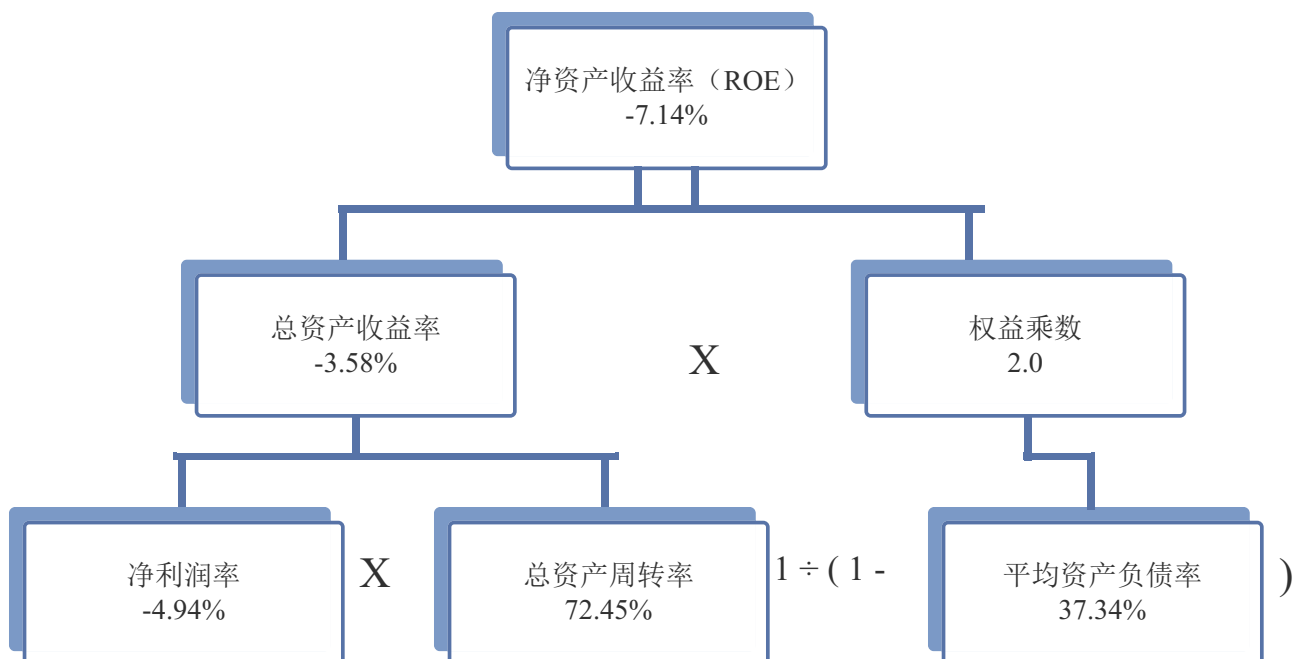 净资产收益率（ROE）
-7.14%
总资产收益率
-3.58%
X
权益乘数
2.0
净利润率
-4.94%
X
总资产周转率
72.45%
1 ÷ ( 1 -
平均资产负债率
37.34%
)